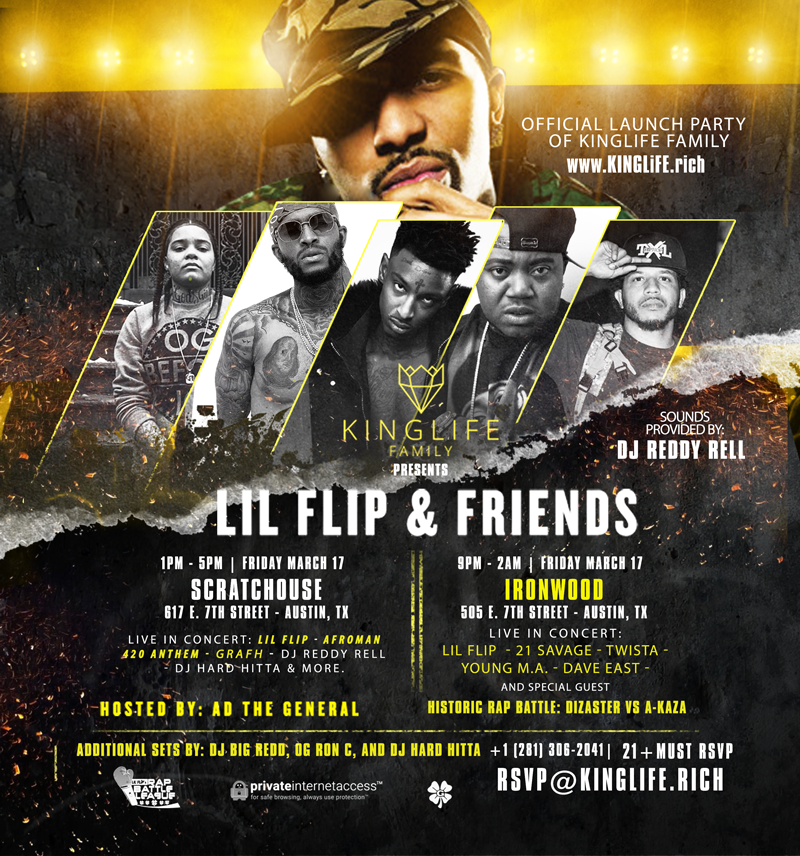 OFFICIAL LAUNCH PARTY
OF KINGLIFE FAMILY
www.KINGLiFE.rich
OG
TXL
KINGLIFE
FAMILY
PRESENTS
SOUNDS
PROVIDED BY:
DJ REDDY RELL
LIL FLIP & FRIENDS
1PM - 5PM | FRIDAY MARCH 17
SCRATCHOUSE
617 E. 7TH STREET - AUSTIN, TX
LIVE IN CONCERT: LIL FLIP - AFROMAN
420 ANTHEM - GRAFH - DJ REDDY RELL
- DJ HARD HITTA & MORE.
HOSTED BY: AD THE GENERAL
9PM - 2AM | FRIDAY MARCH 17
IRONWOOD
505 E. 7TH STREET - AUSTIN, TX
LIVE IN CONCERT:
LIL FLIP - 21 SAVAGE - TWISTA -
YOUNG M.A. - DAVE EAST -
AND SPECIAL GUEST
HISTORIC RAP BATTLE: DIZASTER VS A-KAZA
ADDITIONAL SETS BY: DJ BIG REDD, OG RON C, AND DJ HARD HITTA +1 (281) 306-2041| 21+MUST RSVP
RSVP@KINGLIFE.RICH
RAP
BATTLE
LEAGUE
privateinternetaccess™
for safe browsing, always use protection™